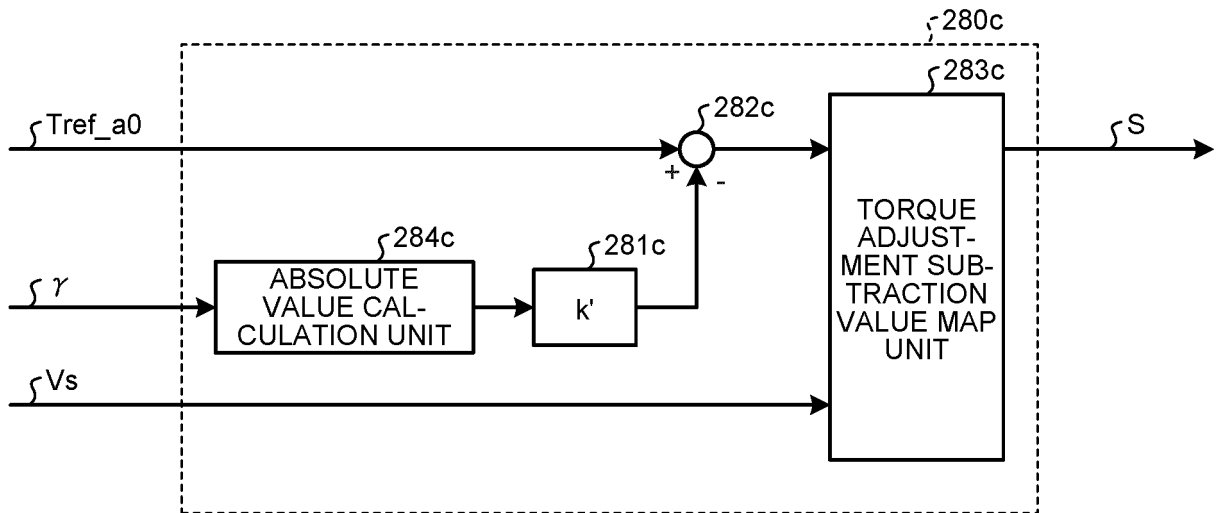 280c
283c
282c
Tref_a0
S
+
-
TORQUE
ADJUST-
MENT SUB-
TRACTION
VALUE MAP
UNIT
284c
281c
γ
ABSOLUTE
VALUE CAL-
CULATION UNIT
k'
Vs